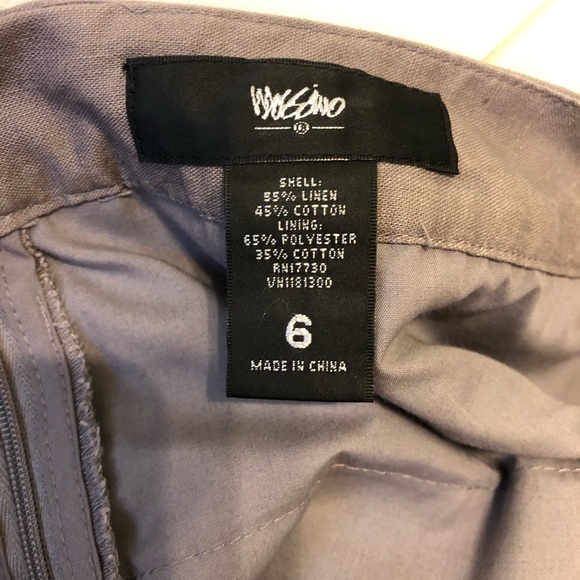 Mossimo
SHELL:
55% LINEN
45% COTTON
LINING:
65% POLYESTER
35% COTTON
RN17730
VN1181300
6
MADE IN CHINA